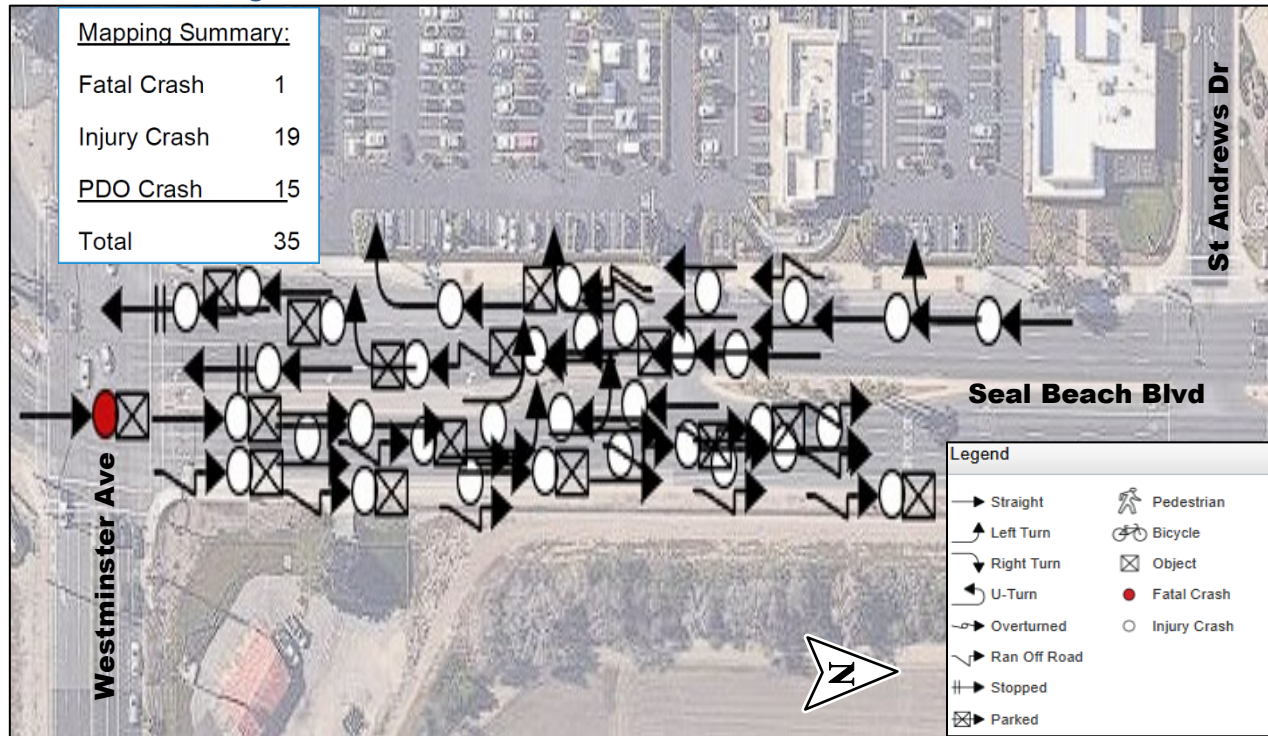 Mapping Summary:
Fatal Crash 1
Injury Crash 19
PDO Crash 15
Total 35
St Andrews Dr
Seal Beach Blvd
Westminster Ave
N
Legend
Straight
Pedestrian
Left Turn
Bicycle
Right Turn
Object
U-Turn
Fatal Crash
Overturned
Injury Crash
Ran Off Road
Stopped
Parked